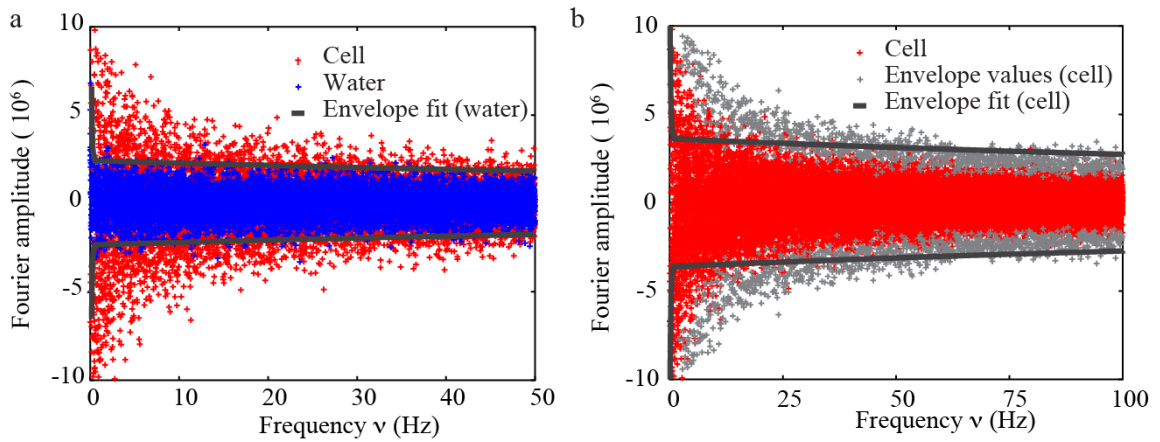 a
Fourier amplitude ( 10⁶)
10
5
0
-5
-10
Cell
Water
Envelope fit (water)
0 10 20 30 40 50
Frequency ν (Hz)
b
Fourier amplitude ( 10⁶)
10
5
0
-5
-10
Cell
Envelope values (cell)
Envelope fit (cell)
0 25 50 75 100
Frequency ν (Hz)